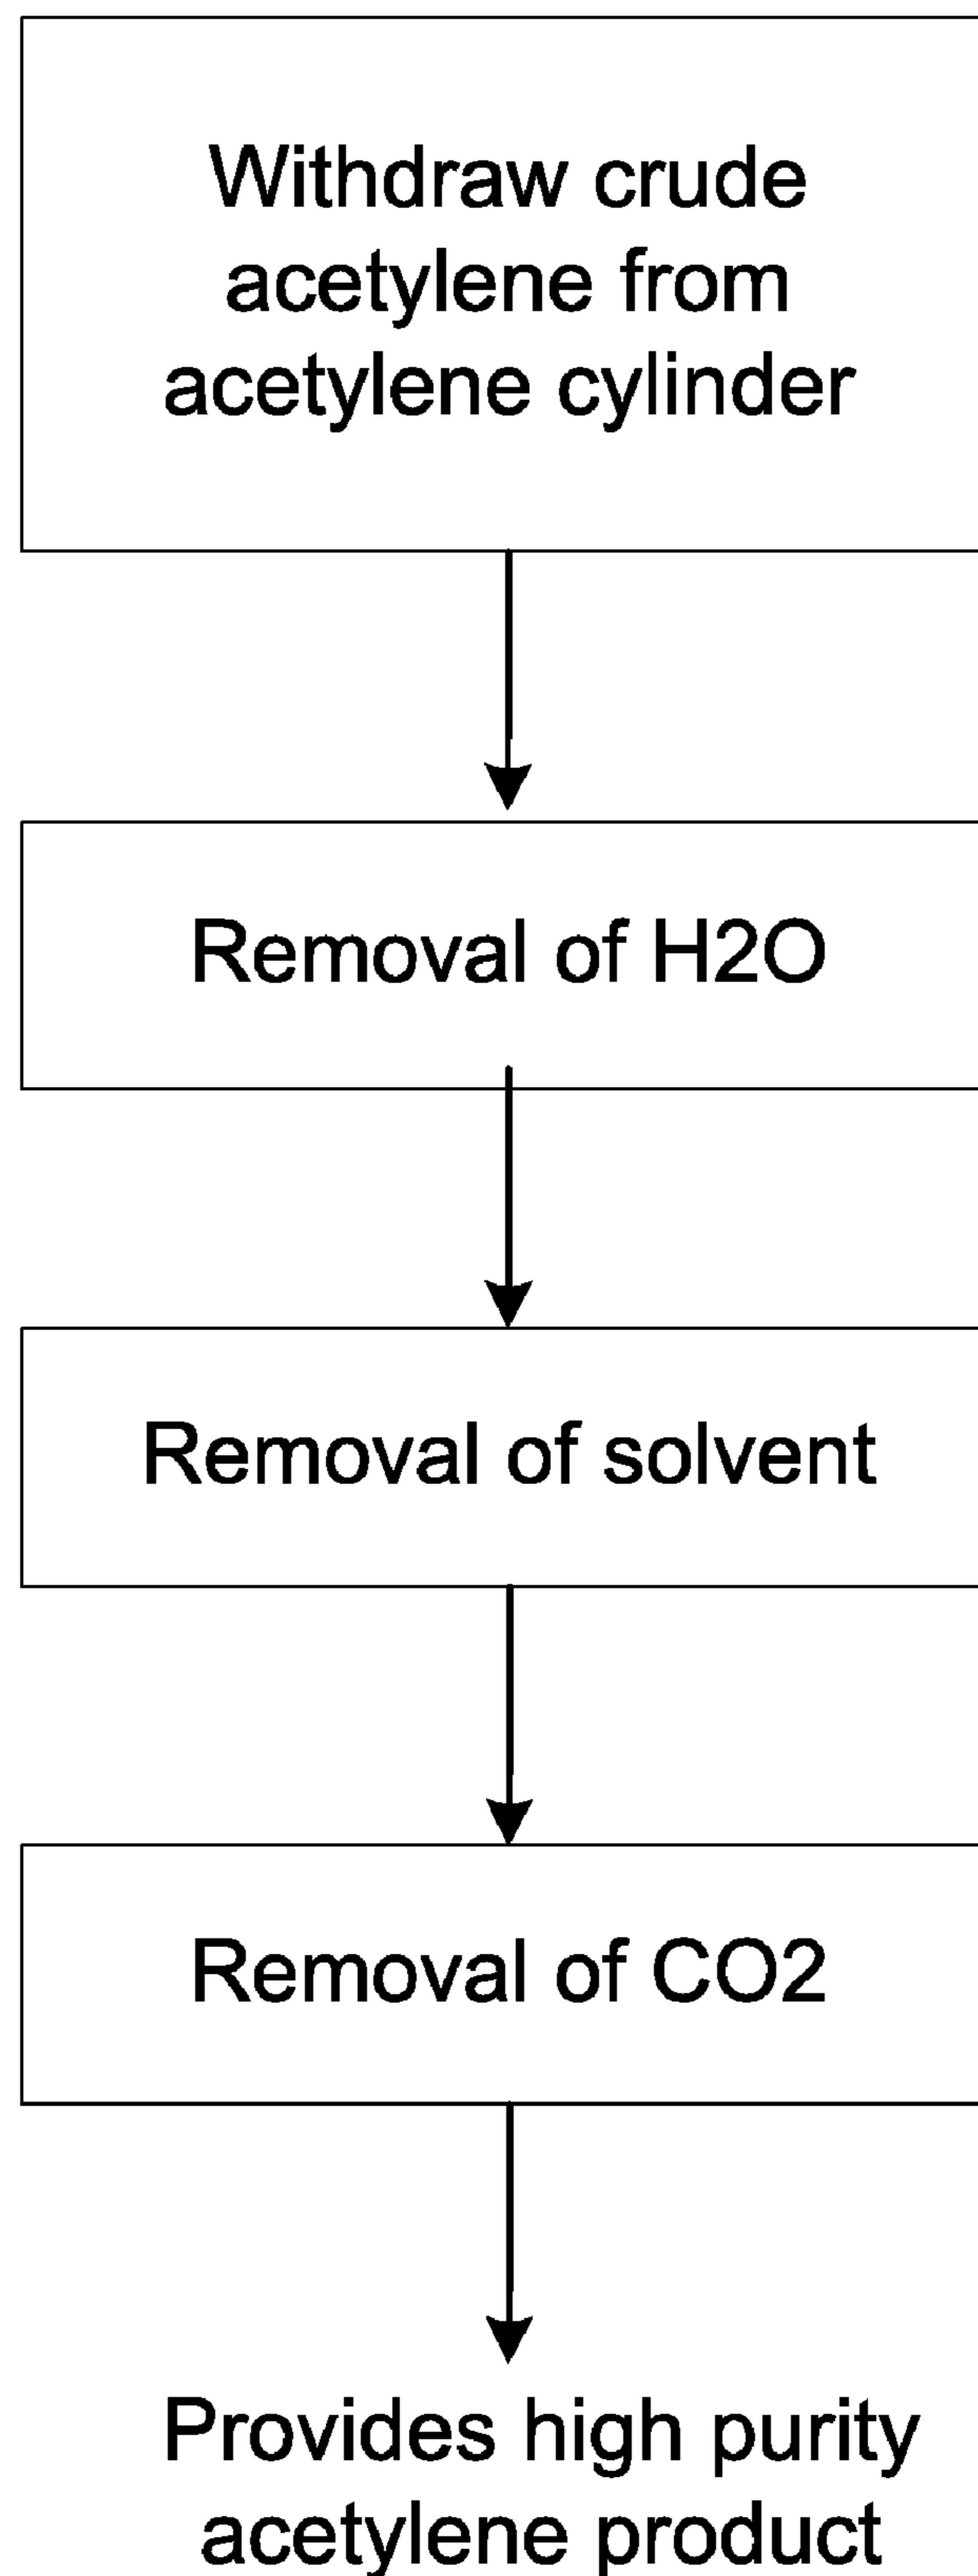 Withdraw crude
acetylene from
acetylene cylinder
Removal of H2O
Removal of solvent
Removal of CO2
Provides high purity
acetylene product